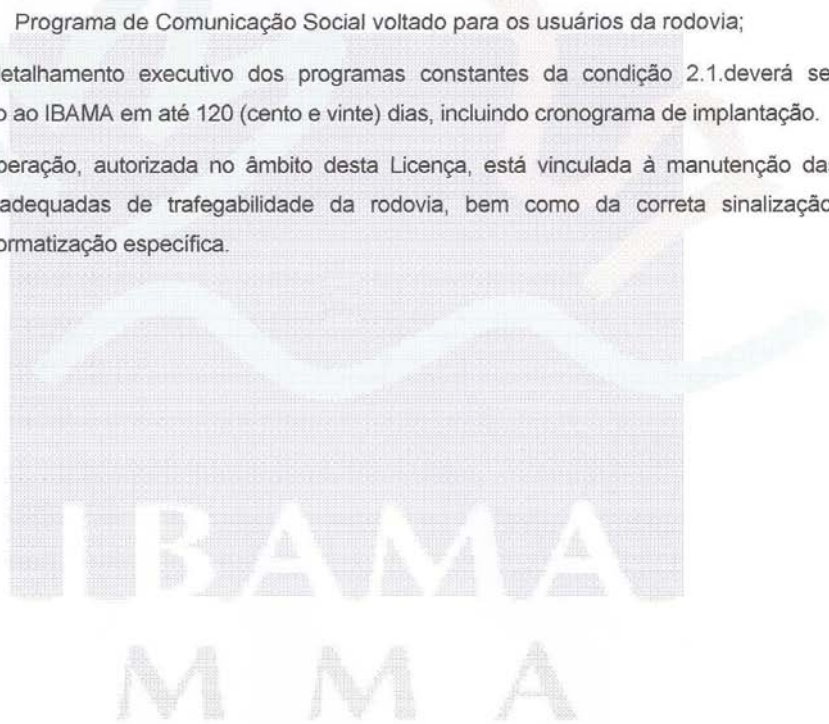 Programa de Comunicação Social voltado para os usuários da rodovia;
detalhamento executivo dos programas constantes da condição 2.1.deverá se
o ao IBAMA em até 120 (cento e vinte) dias, incluindo cronograma de implantação.
peração, autorizada no âmbito desta Licença, está vinculada à manutenção da
adequadas de trafegabilidade da rodovia, bem como da correta sinalização
ormatização específica.
IBAMA
M M A